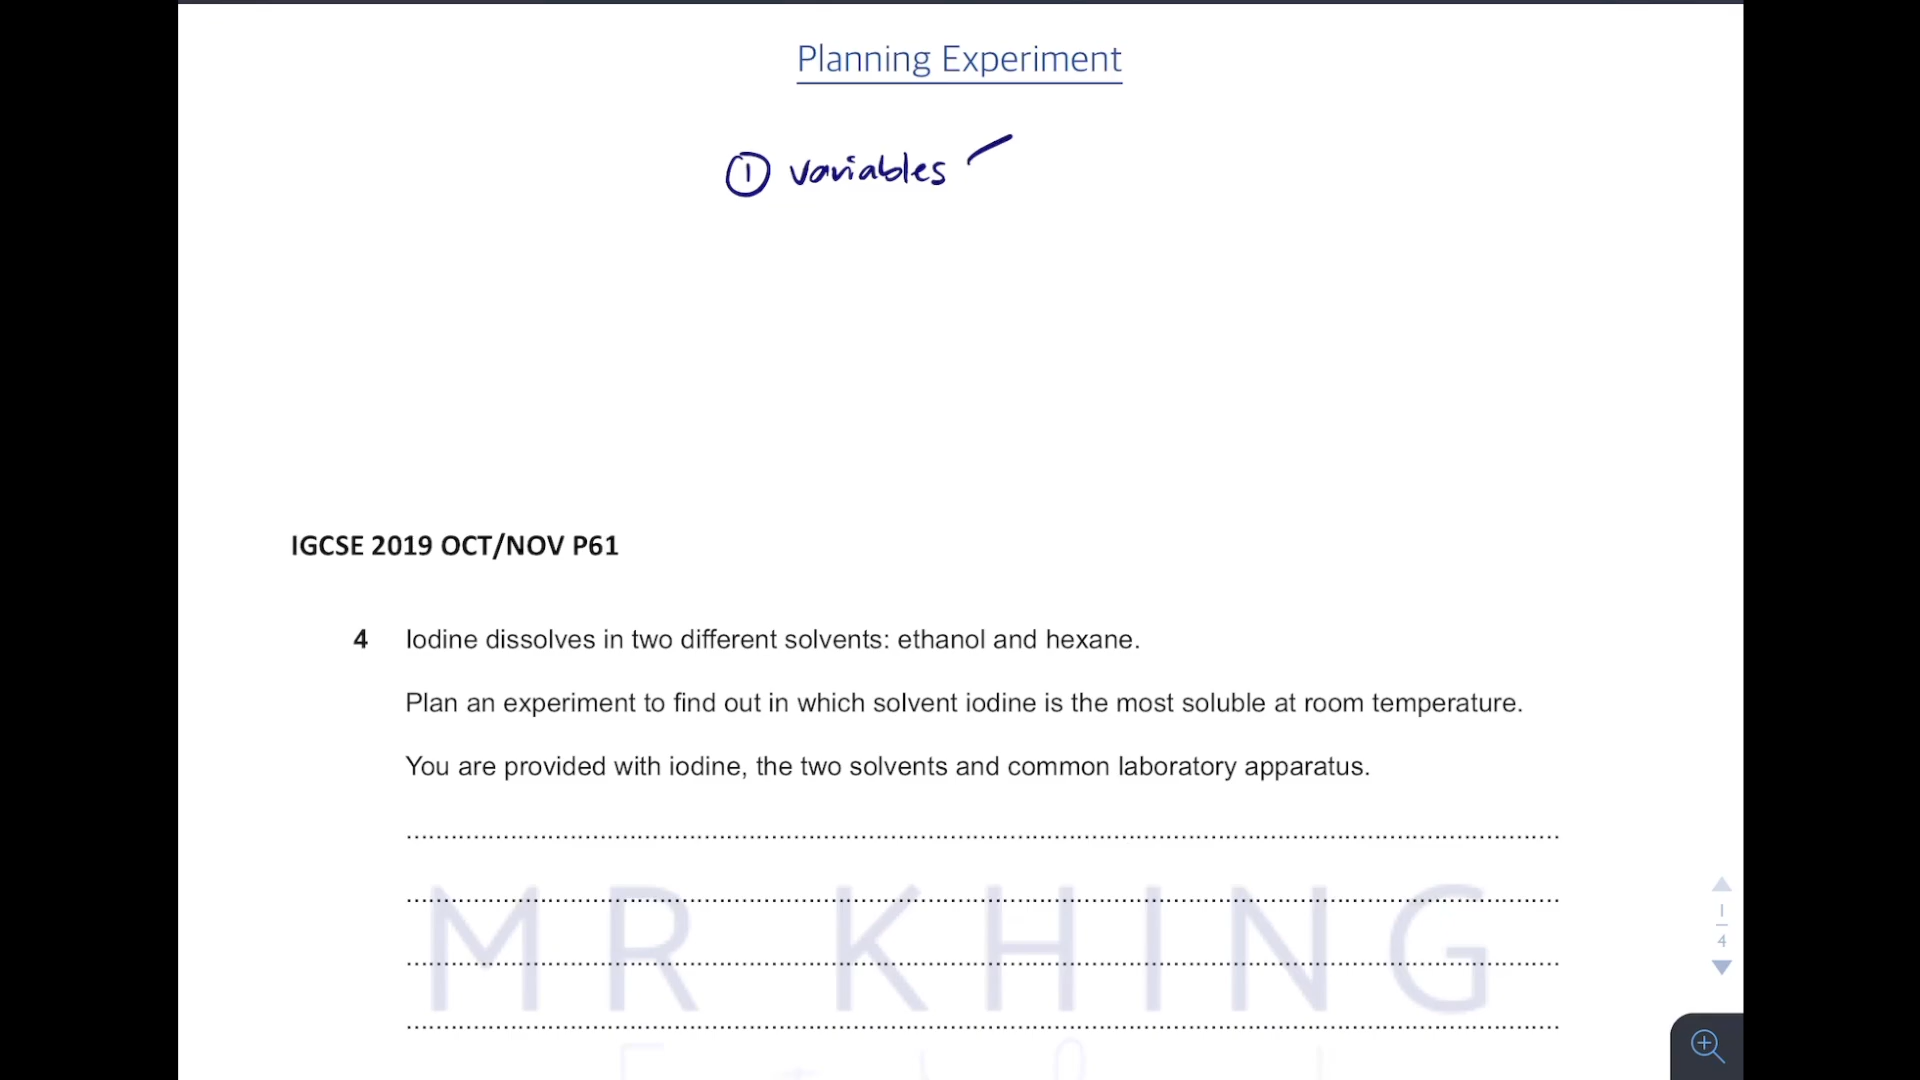 Planning Experiment
① variables
IGCSE 2019 OCT/NOV P61
4 Iodine dissolves in two different solvents: ethanol and hexane.
Plan an experiment to find out in which solvent iodine is the most soluble at room temperature.
You are provided with iodine, the two solvents and common laboratory apparatus.
MR KHING
1
4